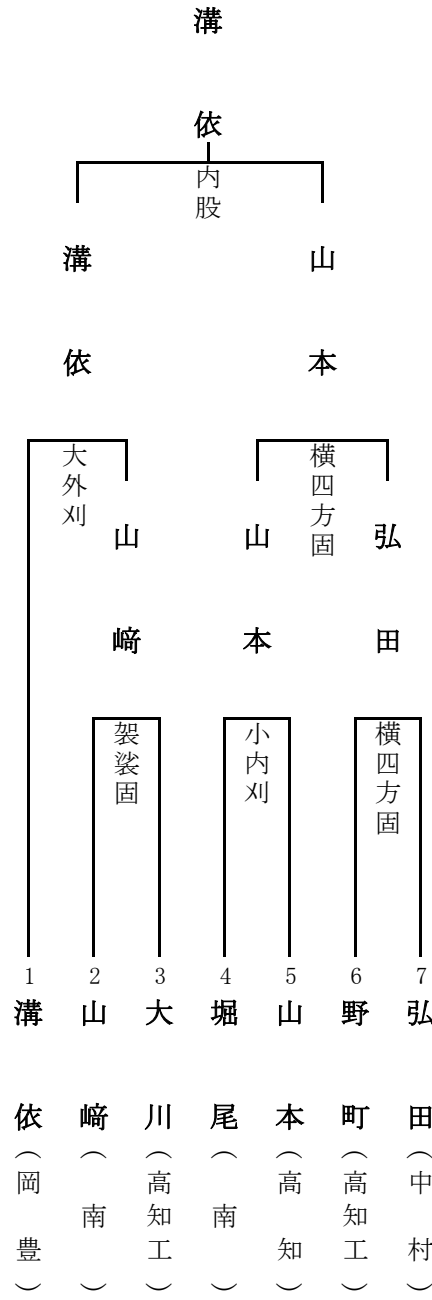 溝依
内股
溝依
山本
大外刈
横四方固
山﨑
山本
弘田
袈裟固
小内刈
横四方固
1
2
3
4
5
6
7
溝依（岡豊）
山﨑（南）
大川（高知工）
堀尾（南）
山本（高知）
野町（高知工）
弘田（中村）